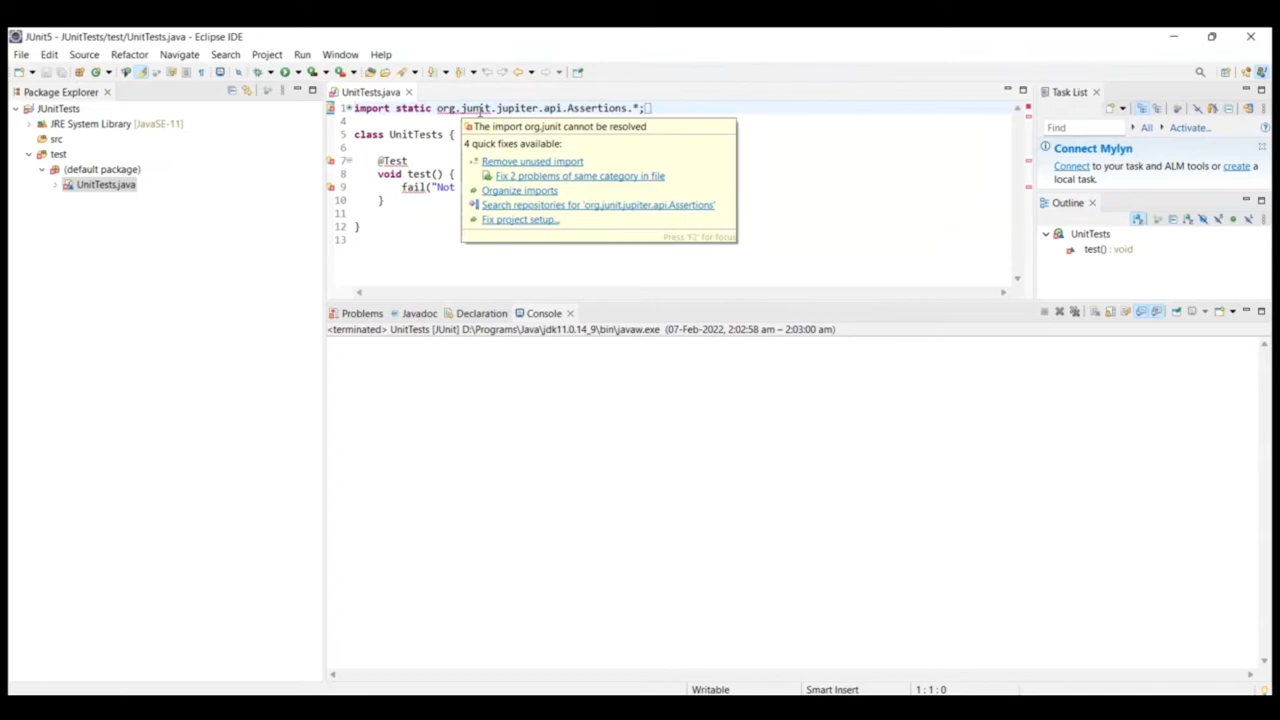 JUnit5 - JUnitTests/test/UnitTests.java - Eclipse IDE
File Edit Source Refactor Navigate Search Project Run Window Help
Package Explorer
JUnitTests
JRE System Library [JavaSE-11]
src
test
(default package)
UnitTests.java
UnitTests.java
1 import static org.junit.jupiter.api.Assertions.*;
4
5 class UnitTests {
6
7 @Test
8 void test() {
9 fail("Not
10 }
11
12 }
13
The import org.junit cannot be resolved
4 quick fixes available:
Remove unused import
Fix 2 problems of same category in file
Organize imports
Search repositories for 'org.junit.jupiter.api.Assertions'
Fix project setup...
Press 'F2' for focus
Task List
Find All Activate...
Connect Mylyn
Connect to your task and ALM tools or create a
local task.
Outline
UnitTests
test() : void
Problems Javadoc Declaration Console
<terminated> UnitTests [JUnit] D:\Programs\Java\jdk11.0.14_9\bin\javaw.exe (07-Feb-2022, 2:02:58 am – 2:03:00 am)
Writable Smart Insert 1 : 1 : 0